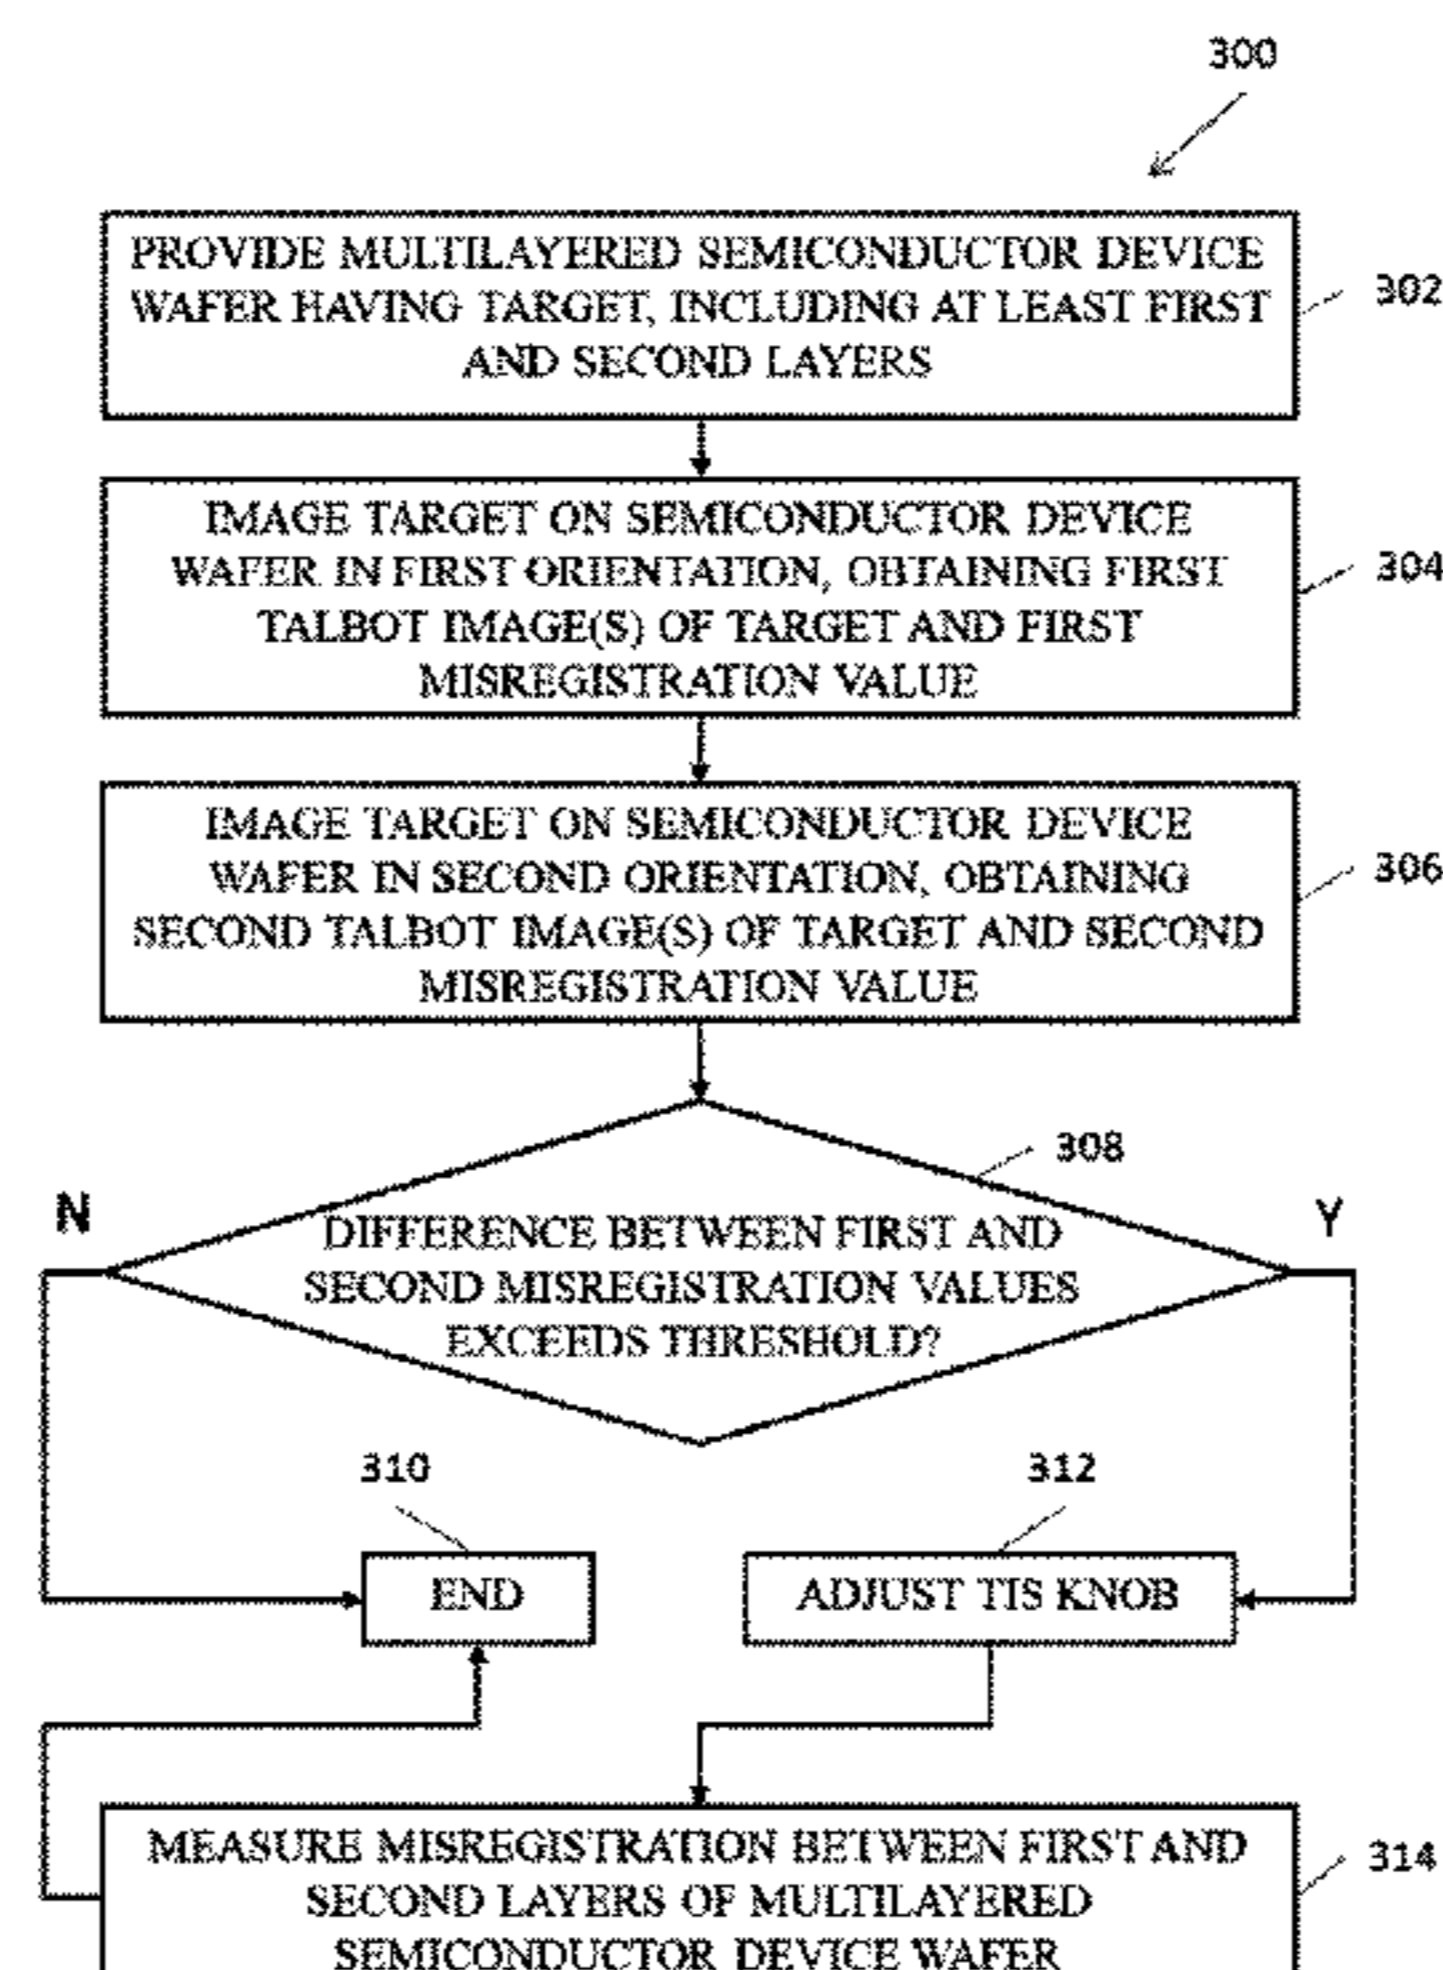 300
PROVIDE MULTILAYERED SEMICONDUCTOR DEVICE
WAFER HAVING TARGET, INCLUDING AT LEAST FIRST
AND SECOND LAYERS
302
IMAGE TARGET ON SEMICONDUCTOR DEVICE
WAFER IN FIRST ORIENTATION, OBTAINING FIRST
TALBOT IMAGE(S) OF TARGET AND FIRST
MISREGISTRATION VALUE
304
IMAGE TARGET ON SEMICONDUCTOR DEVICE
WAFER IN SECOND ORIENTATION, OBTAINING
SECOND TALBOT IMAGE(S) OF TARGET AND SECOND
MISREGISTRATION VALUE
306
308
N
Y
DIFFERENCE BETWEEN FIRST AND
SECOND MISREGISTRATION VALUES
EXCEEDS THRESHOLD?
310
312
END
ADJUST TIS KNOB
MEASURE MISREGISTRATION BETWEEN FIRST AND
SECOND LAYERS OF MULTILAYERED
SEMICONDUCTOR DEVICE WAFER
314